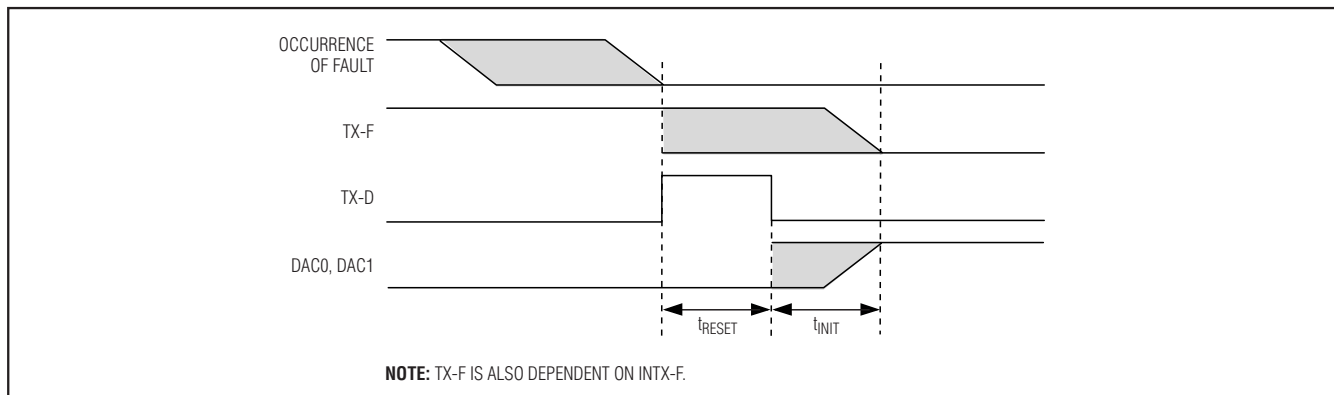 OCCURRENCE
OF FAULT
TX-F
TX-D
DAC0, DAC1
tRESET
tINIT
NOTE: TX-F IS ALSO DEPENDENT ON INTX-F.